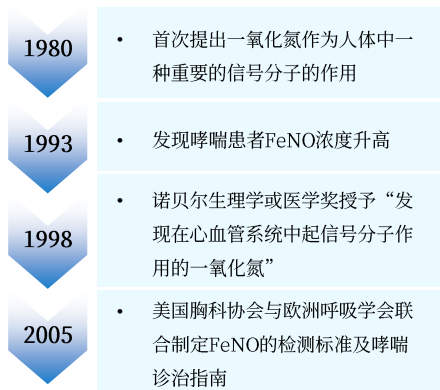 1980
• 首次提出一氧化氮作为人体中一
种重要的信号分子的作用
1993
• 发现哮喘患者FeNO浓度升高
1998
• 诺贝尔生理学或医学奖授予“发
现在心血管系统中起信号分子作
用的一氧化氮”
2005
• 美国胸科协会与欧洲呼吸学会联
合制定FeNO的检测标准及哮喘
诊治指南